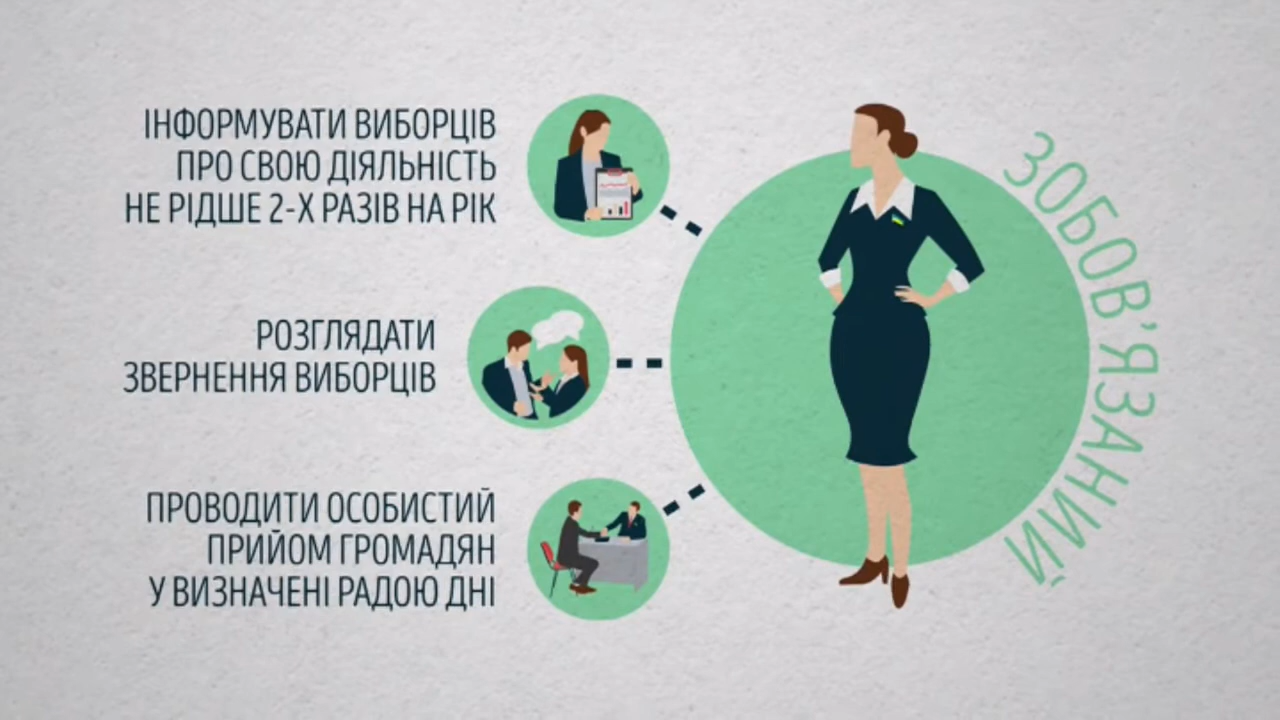 ІНФОРМУВАТИ ВИБОРЦІВ
ПРО СВОЮ ДІЯЛЬНІСТЬ
НЕ РІДШЕ 2-Х РАЗІВ НА РІК
РОЗГЛЯДАТИ
ЗВЕРНЕННЯ ВИБОРЦІВ
ПРОВОДИТИ ОСОБИСТИЙ
ПРИЙОМ ГРОМАДЯН
У ВИЗНАЧЕНІ РАДОЮ ДНІ
ЗОБОВ'ЯЗАНИЙ